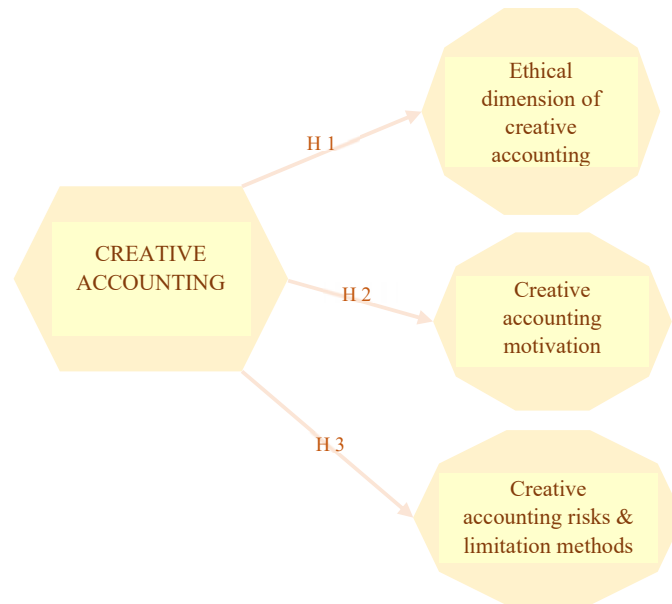 Ethical
dimension of
creative
accounting
H 1
CREATIVE
ACCOUNTING
H 2
Creative
accounting
motivation
H 3
Creative
accounting risks &
limitation methods